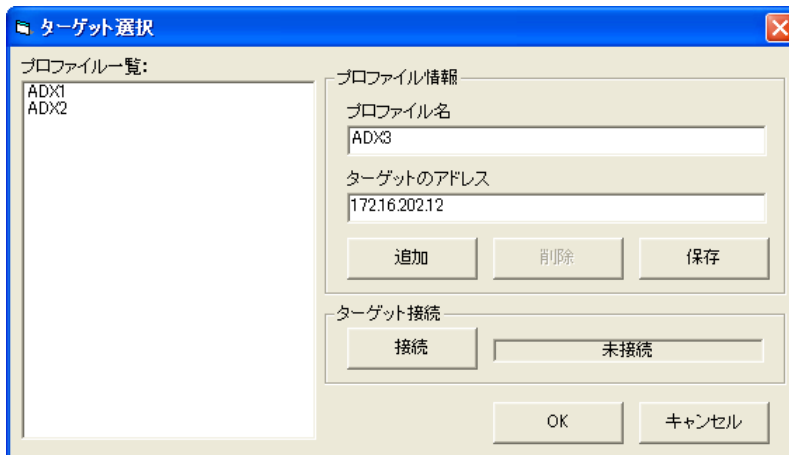 ターゲット選択
プロファイル一覧:
ADX1
ADX2
プロファイル情報
プロファイル名
ADX3
ターゲットのアドレス
172.16.202.12
追加
削除
保存
ターゲット接続
接続
未接続
OK
キャンセル